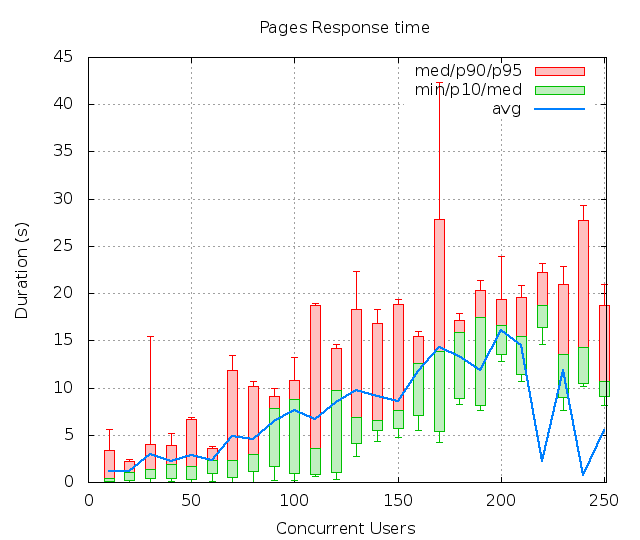 Pages Response time
45
40
35
30
25
20
15
10
5
0
Duration (s)
med/p90/p95
min/p10/med
avg
0 50 100 150 200 250
Concurrent Users